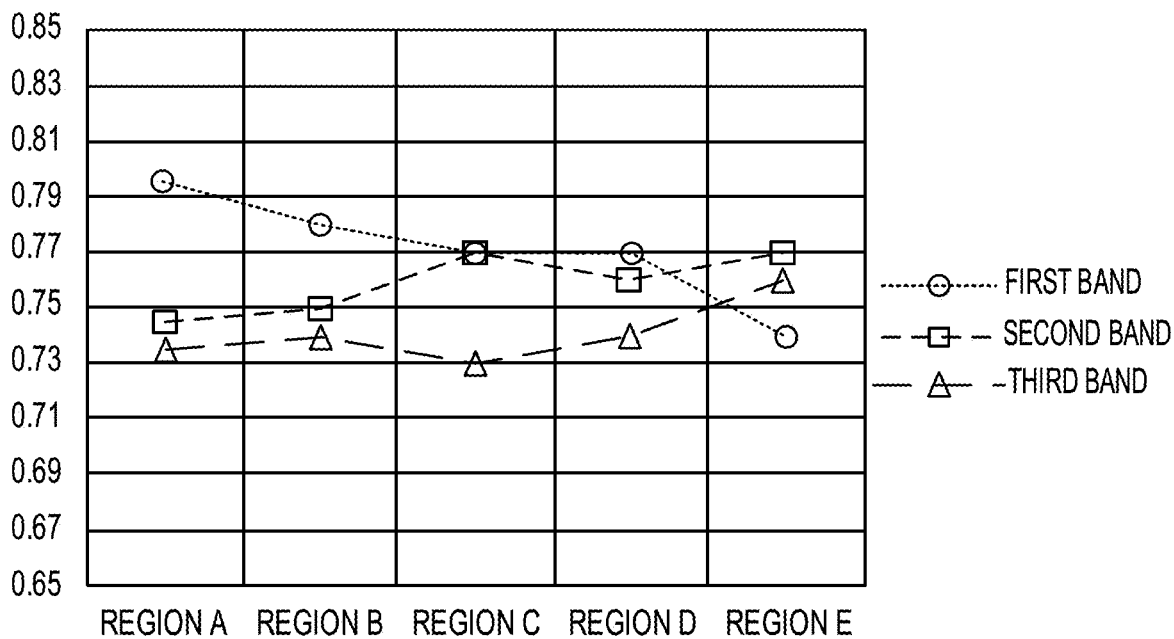 0.85
0.83
0.81
0.79
0.77
0.75
0.73
0.71
0.69
0.67
0.65
REGION A REGION B REGION C REGION D REGION E
FIRST BAND
SECOND BAND
THIRD BAND